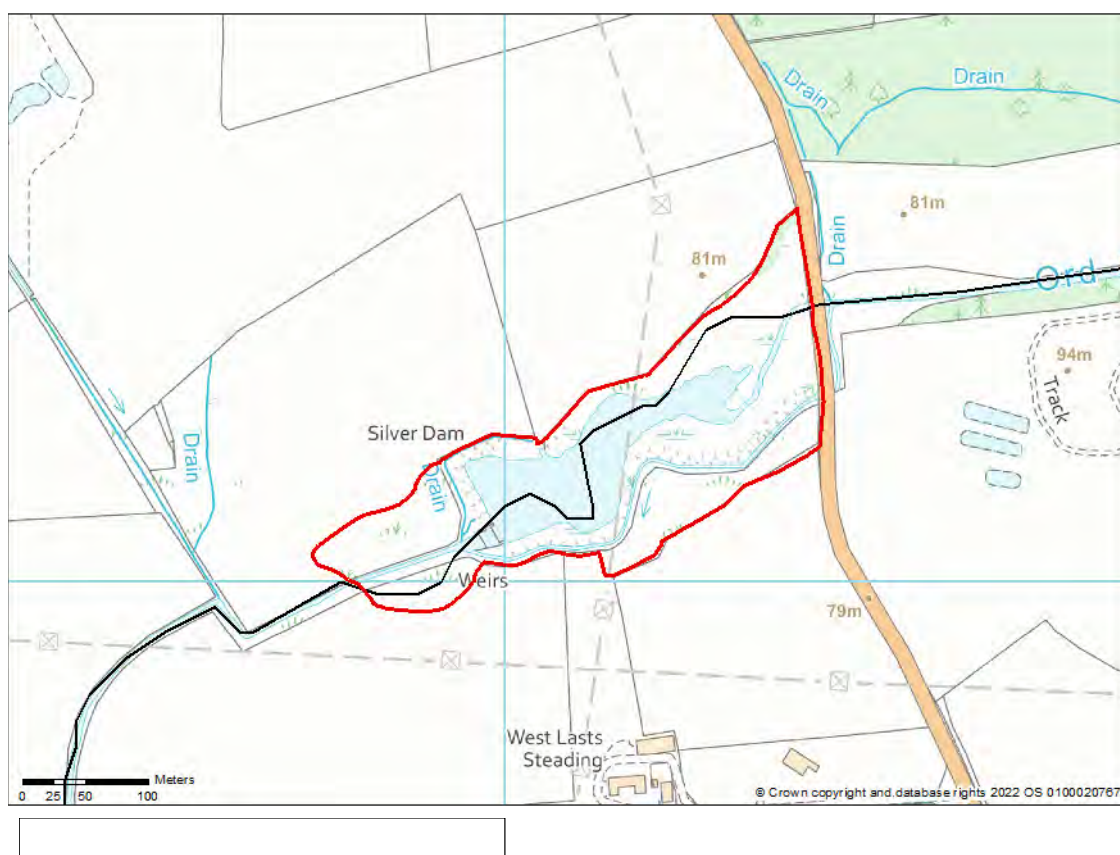 Drain
Drain
81m
Drain
81m
Ord
94m
Track
Silver Dam
Drain
Drain
Weirs
79m
West Lasts
Steading
Meters
0 25 50 100
© Crown copyright and database rights 2022 OS 0100020767